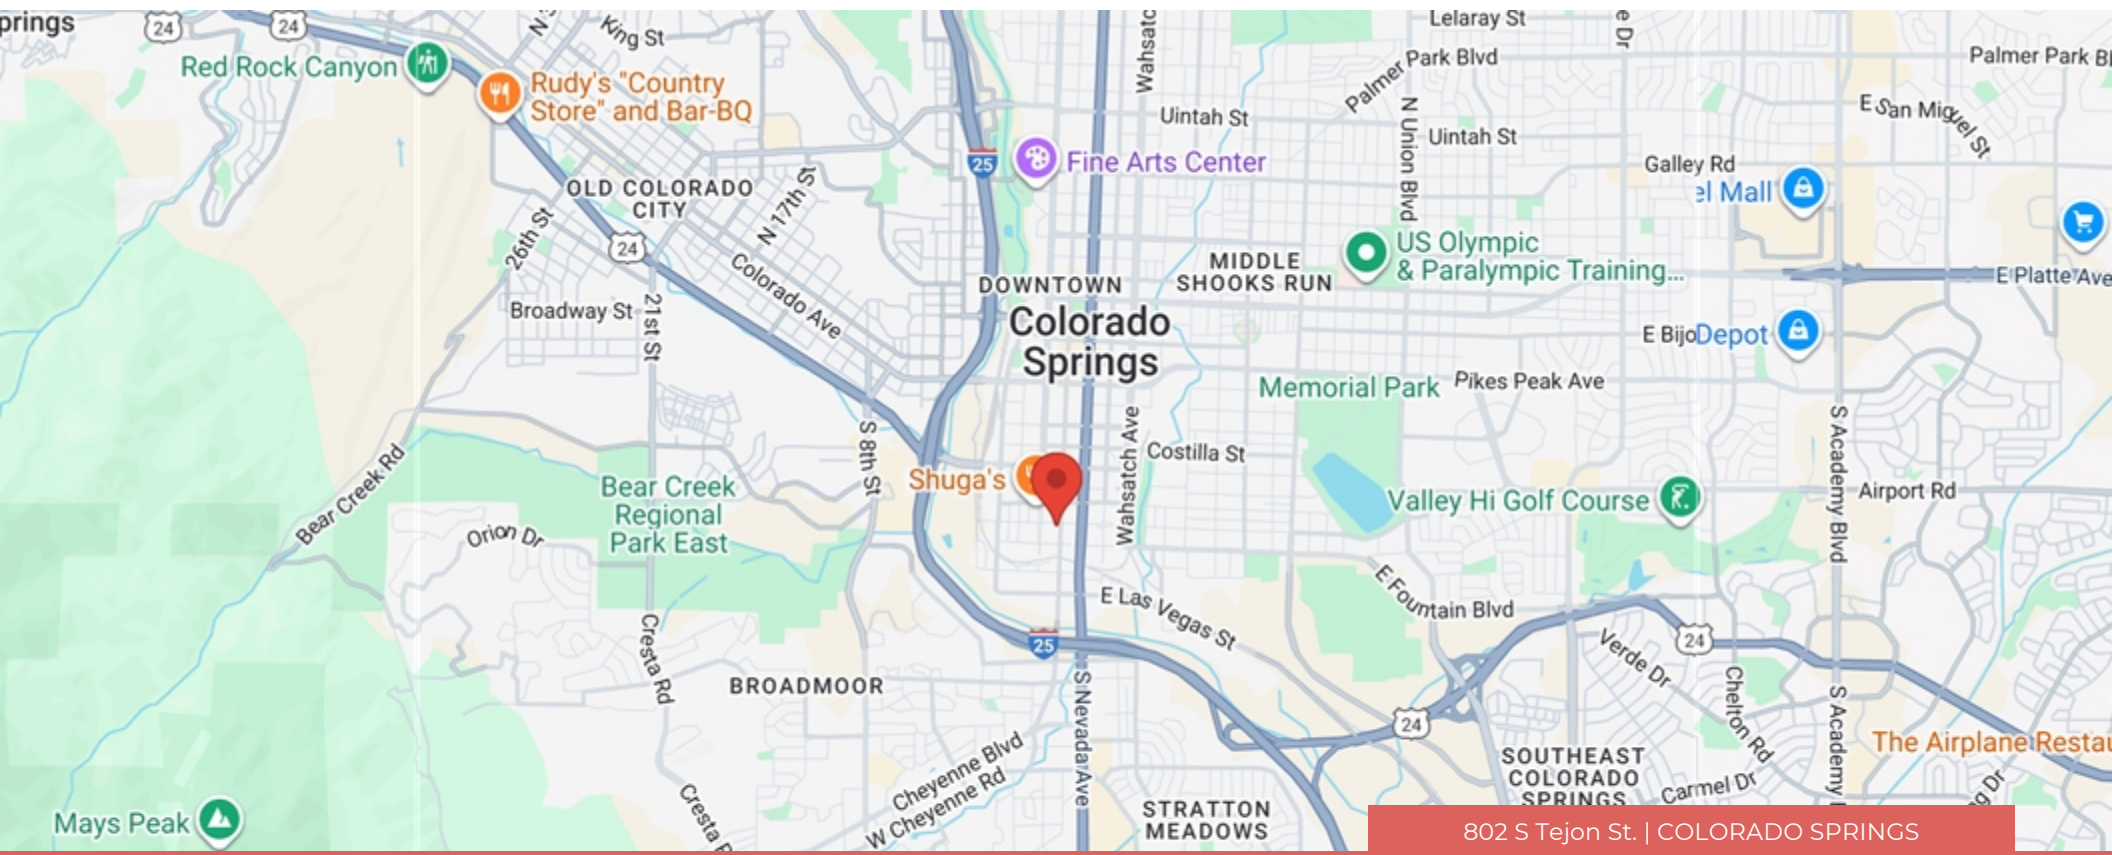 prings
24
24
N
King St
Red Rock Canyon
Rudy's "Country
Store" and Bar-BQ
OLD COLORADO
CITY
N 17th St
26th St
24
Colorado Ave
Broadway St
21st St
25
Fine Arts Center
Wahsatc
Uintah St
Lelaray St
e Dr
Palmer Park Blvd
Palmer Park Bl
N Union Blvd
Uintah St
E San Miguel St
Galley Rd
el Mall
US Olympic
& Paralympic Training...
MIDDLE
SHOOKS RUN
DOWNTOWN
Colorado
Springs
E Platte Ave
E Bijo
Depot
Memorial Park
Pikes Peak Ave
Wahsatch Ave
Costilla St
Shuga's
S 8th St
Bear Creek Rd
Orion Dr
Bear Creek
Regional
Park East
Valley Hi Golf Course
S Academy Blvd
Airport Rd
E Las Vegas St
E Fountain Blvd
25
24
Verde Dr
Cresta Rd
BROADMOOR
S Nevada Ave
Cheyenne Blvd
W Cheyenne Rd
24
Chelton Rd
S Academy
The Airplane Restau
SOUTHEAST
COLORADO
SPRINGS
Carmel Dr
g Dr
Mays Peak
Cresta R
STRATTON
MEADOWS
802 S Tejon St. | COLORADO SPRINGS